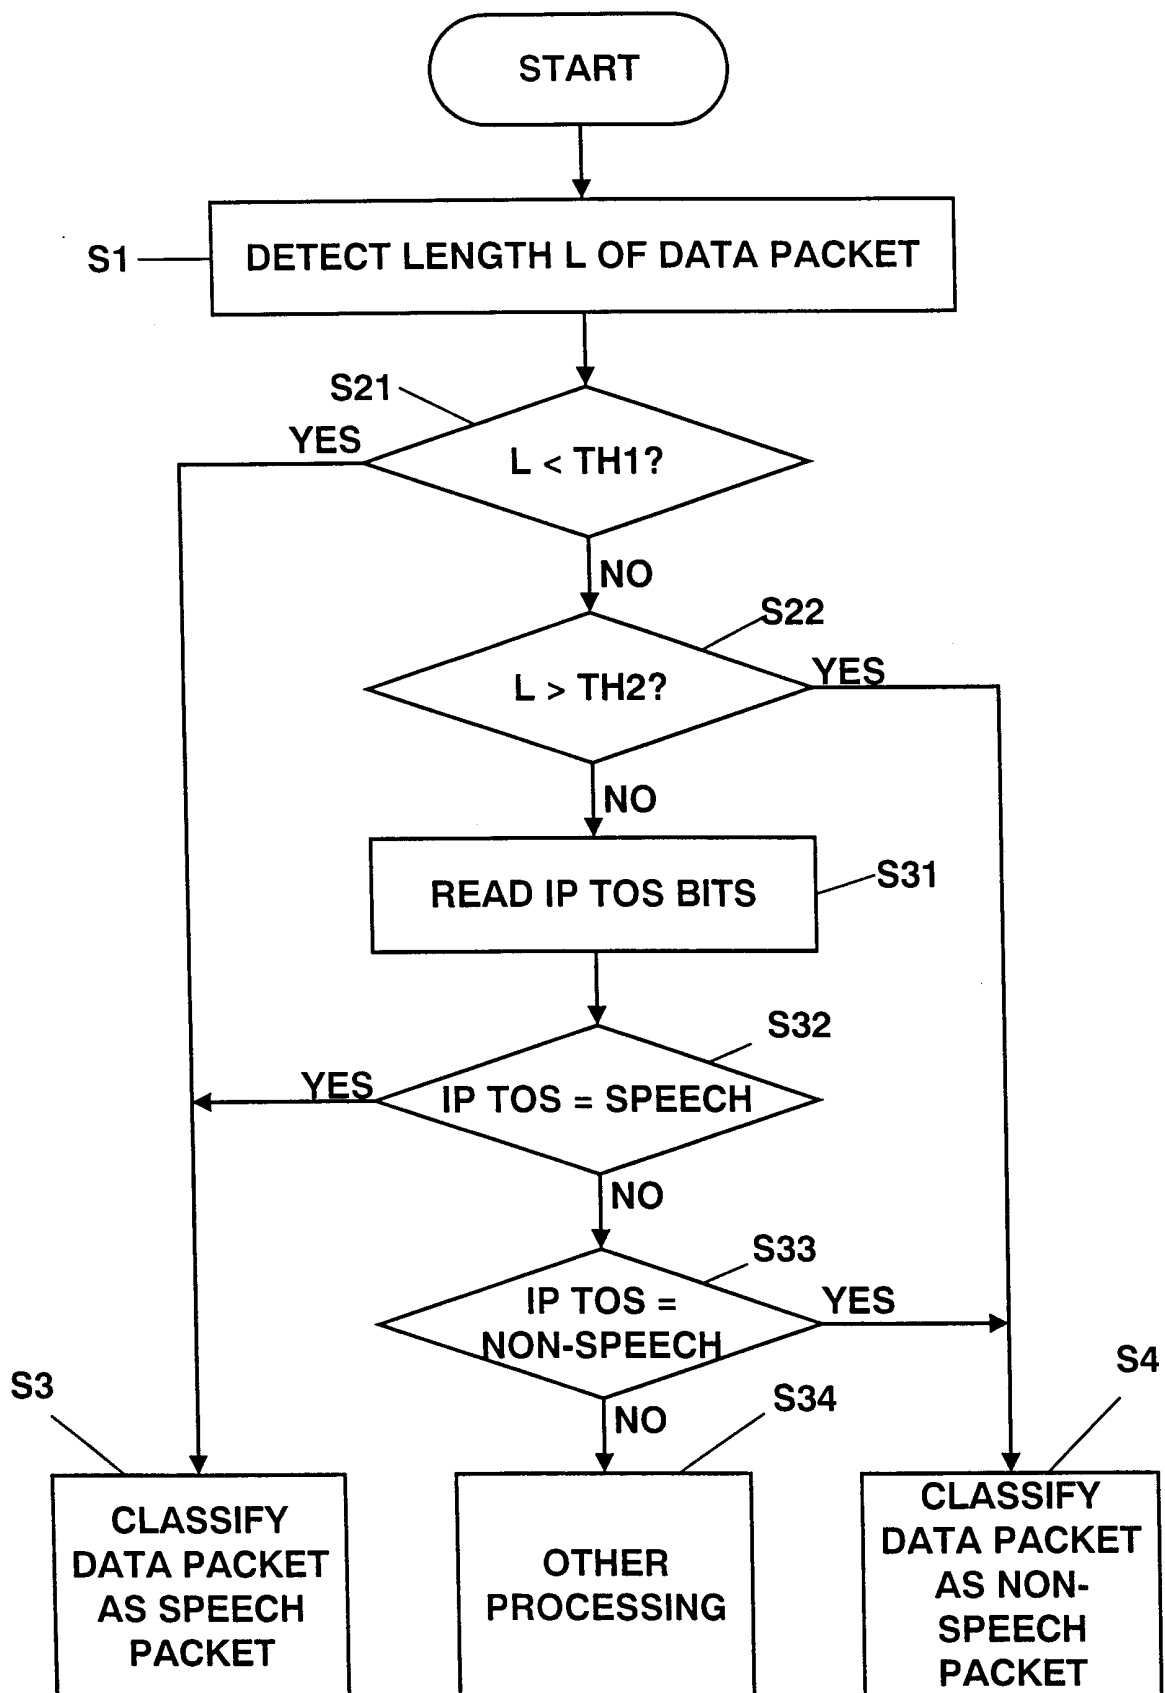 START
S1
DETECT LENGTH L OF DATA PACKET
S21
YES
L < TH1?
NO
S22
L > TH2?
YES
NO
READ IP TOS BITS
S31
S32
YES
IP TOS = SPEECH
NO
S33
IP TOS =
NON-SPEECH
YES
S3
NO
S34
S4
CLASSIFY
DATA PACKET
AS SPEECH
PACKET
OTHER
PROCESSING
CLASSIFY
DATA PACKET
AS NON-
SPEECH
PACKET